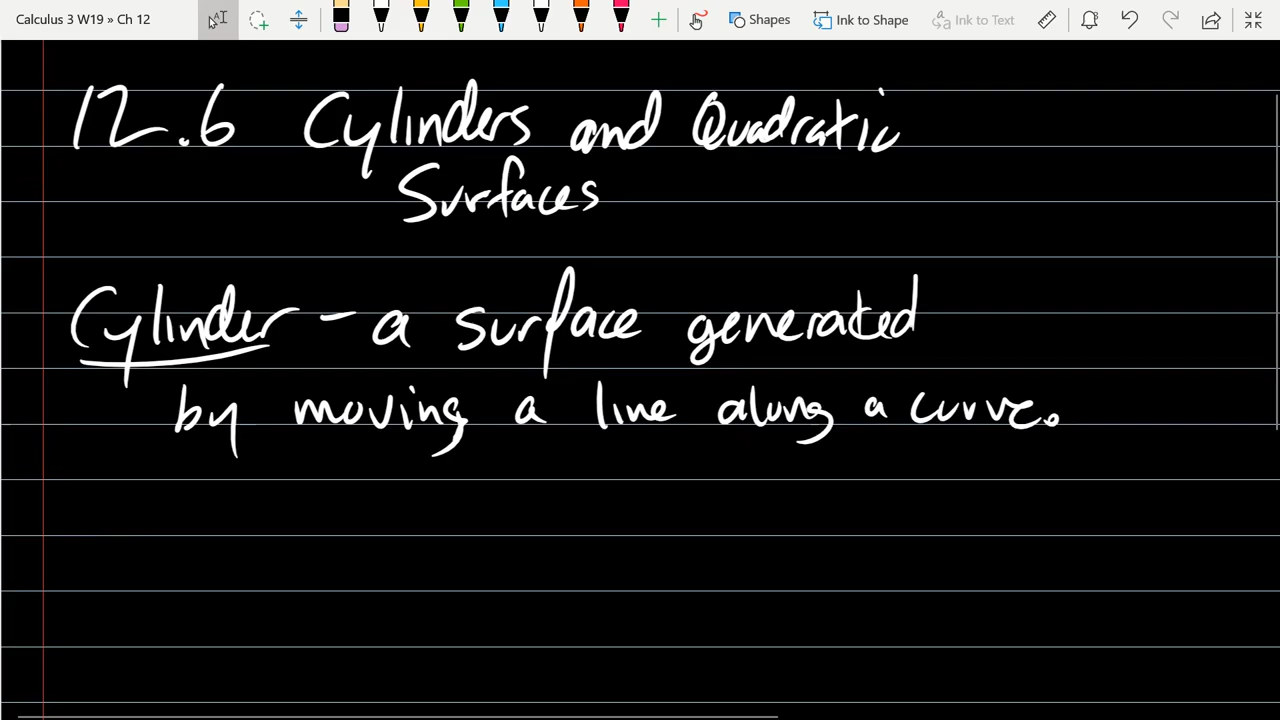 Calculus 3 W19 » Ch 12
Shapes
Ink to Shape
Ink to Text
12.6 Cylinders and Quadratic
Surfaces
Cylinder - a surface generated
by moving a line along a curve.